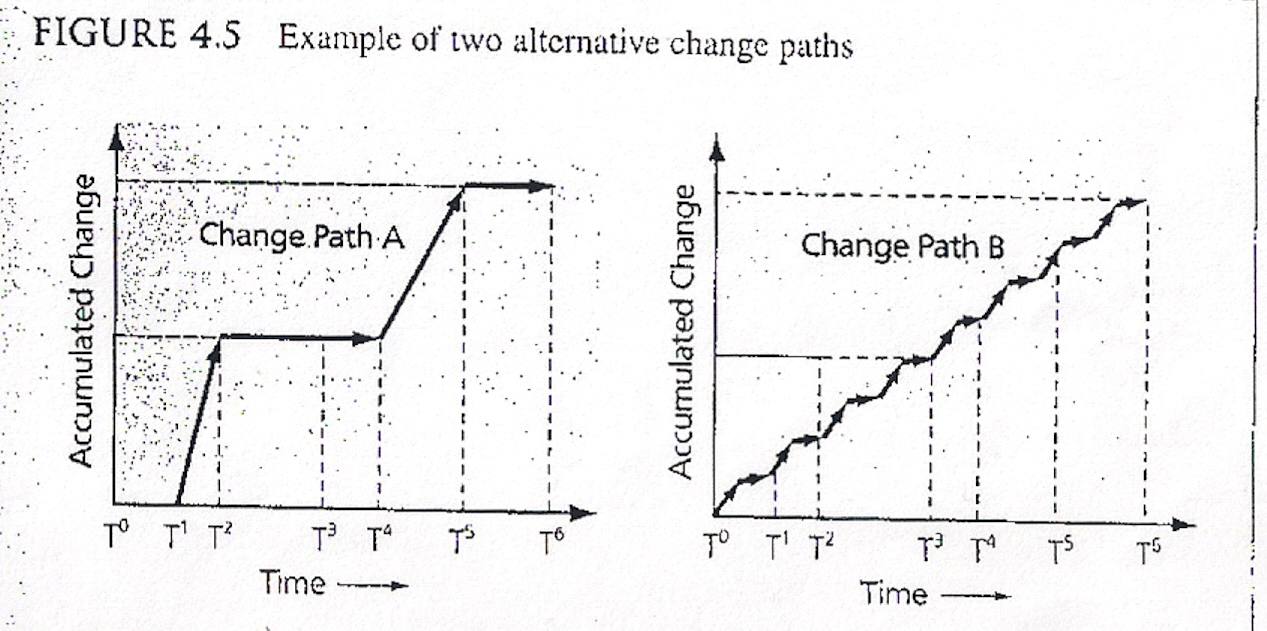 FIGURE 4.5 Example of two alternative change paths
Accumulated Change
Change Path A
T⁰ T¹ T² T³ T⁴ T⁵ T⁶
Time
Accumulated Change
Change Path B
T⁰ T¹ T² T³ T⁴ T⁵ T⁶
Time